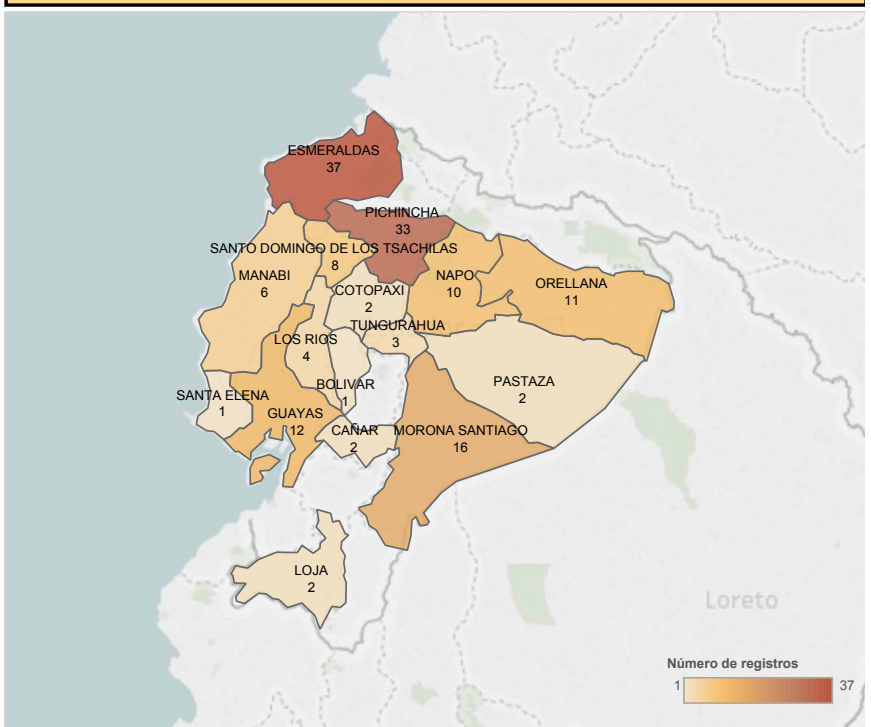 ESMERALDAS
37
PICHINCHA
33
SANTO DOMINGO DE LOS TSACHILAS
8
MANABI
6
NAPO
10
ORELLANA
11
COTOPAXI
2
TUNGURAHUA
3
LOS RIOS
4
BOLIVAR
1
PASTAZA
2
SANTA ELENA
1
GUAYAS
12
CAÑAR
2
MORONA SANTIAGO
16
LOJA
2
Loreto
Número de registros
1 37